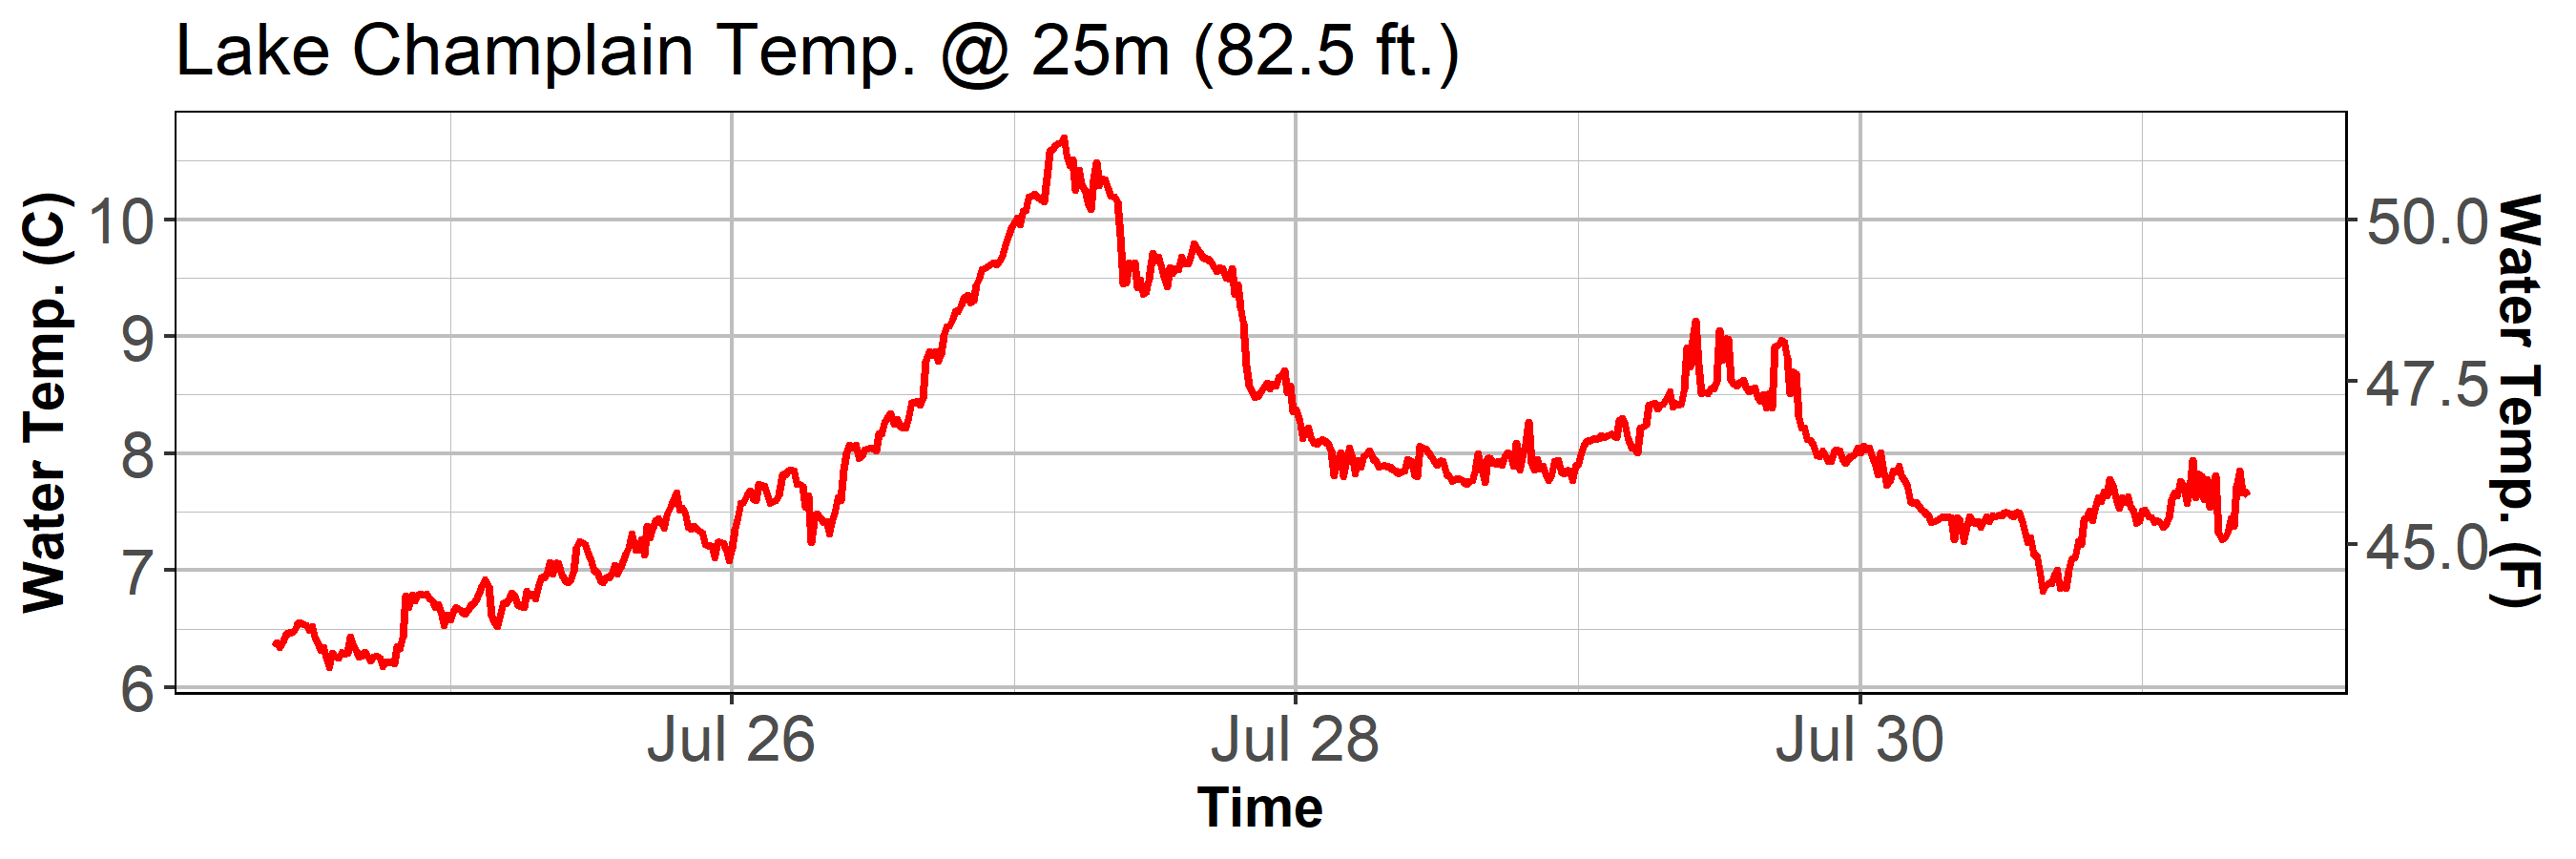 Lake Champlain Temp. @ 25m (82.5 ft.)
Water Temp. (C)
10
9
8
7
6
50.0
47.5
45.0
Water Temp. (F)
Jul 26 Jul 28 Jul 30
Time